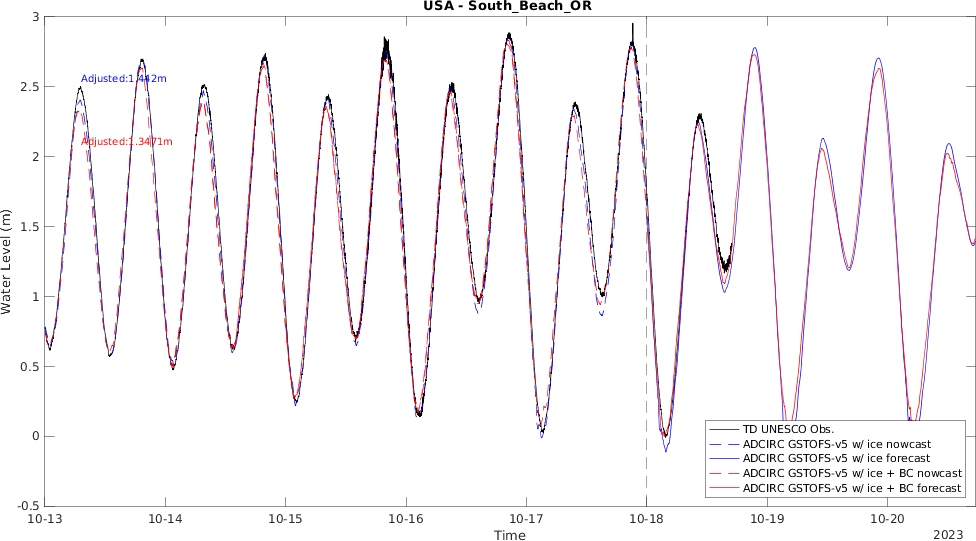 USA - South_Beach_OR
3
2.5
2
1.5
1
0.5
0
-0.5
Water Level (m)
Adjusted:1.442m
Adjusted:1.3471m
TD UNESCO Obs.
ADCIRC GSTOFS-v5 w/ ice nowcast
ADCIRC GSTOFS-v5 w/ ice forecast
ADCIRC GSTOFS-v5 w/ ice + BC nowcast
ADCIRC GSTOFS-v5 w/ ice + BC forecast
10-13 10-14 10-15 10-16 10-17 10-18 10-19 10-20
Time
2023